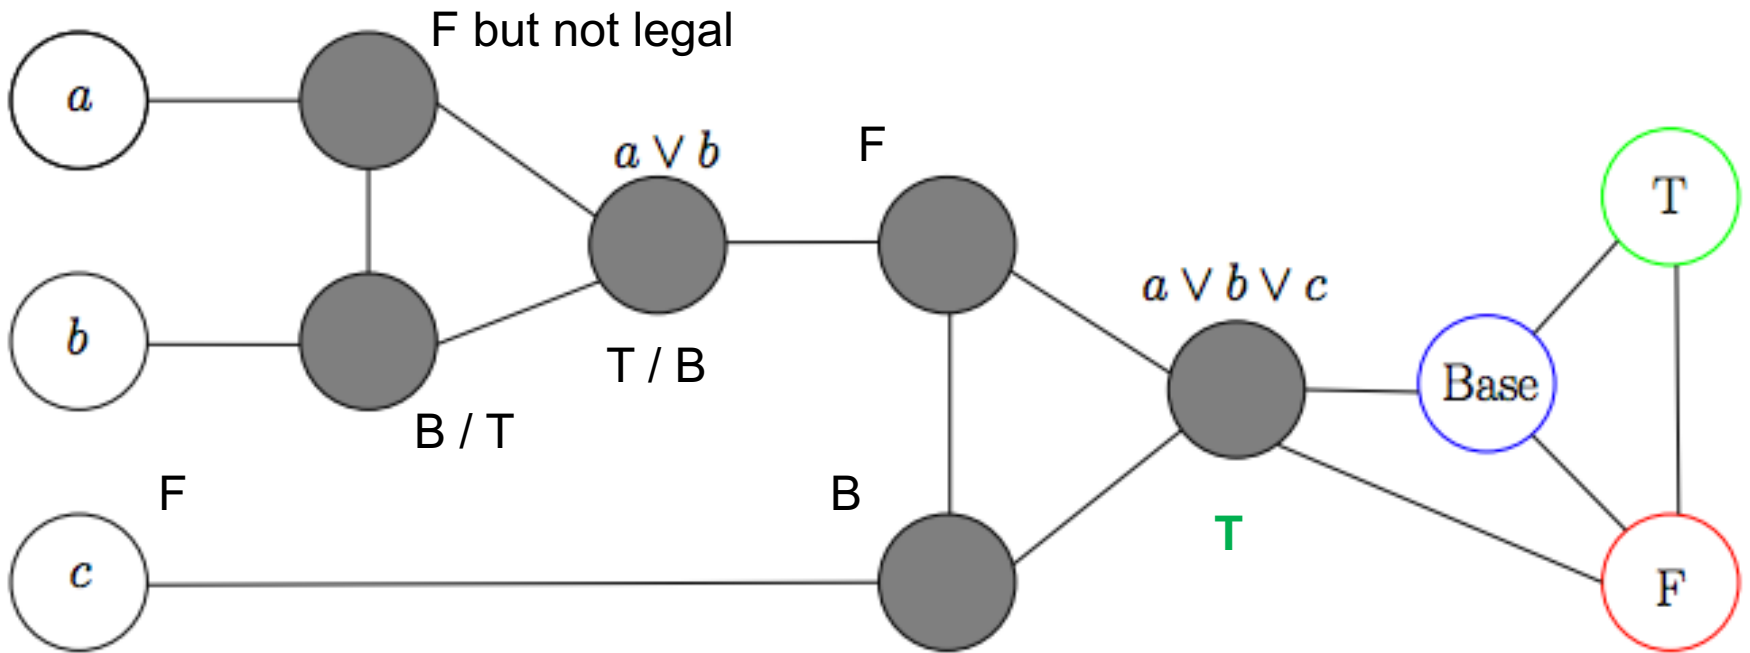 F but not legal
a
a ∨ b
F
T
b
a ∨ b ∨ c
T / B
Base
B / T
F
B
T
c
F